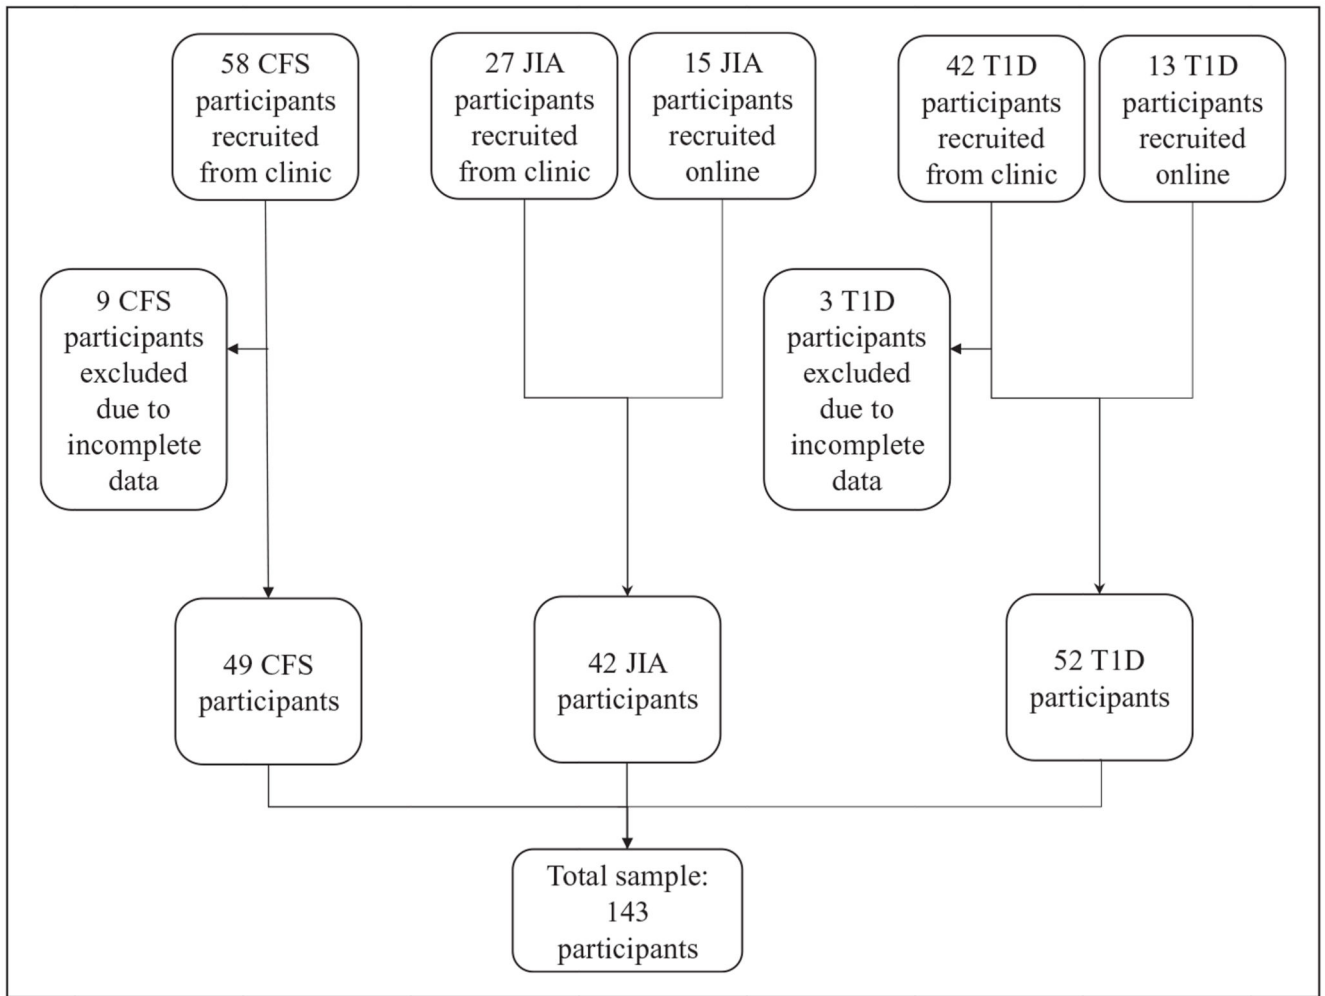 58 CFS
participants
recruited
from clinic
27 JIA
participants
recruited
from clinic
15 JIA
participants
recruited
online
42 T1D
participants
recruited
from clinic
13 T1D
participants
recruited
online
9 CFS
participants
excluded
due to
incomplete
data
3 T1D
participants
excluded
due to
incomplete
data
49 CFS
participants
42 JIA
participants
52 T1D
participants
Total sample:
143
participants